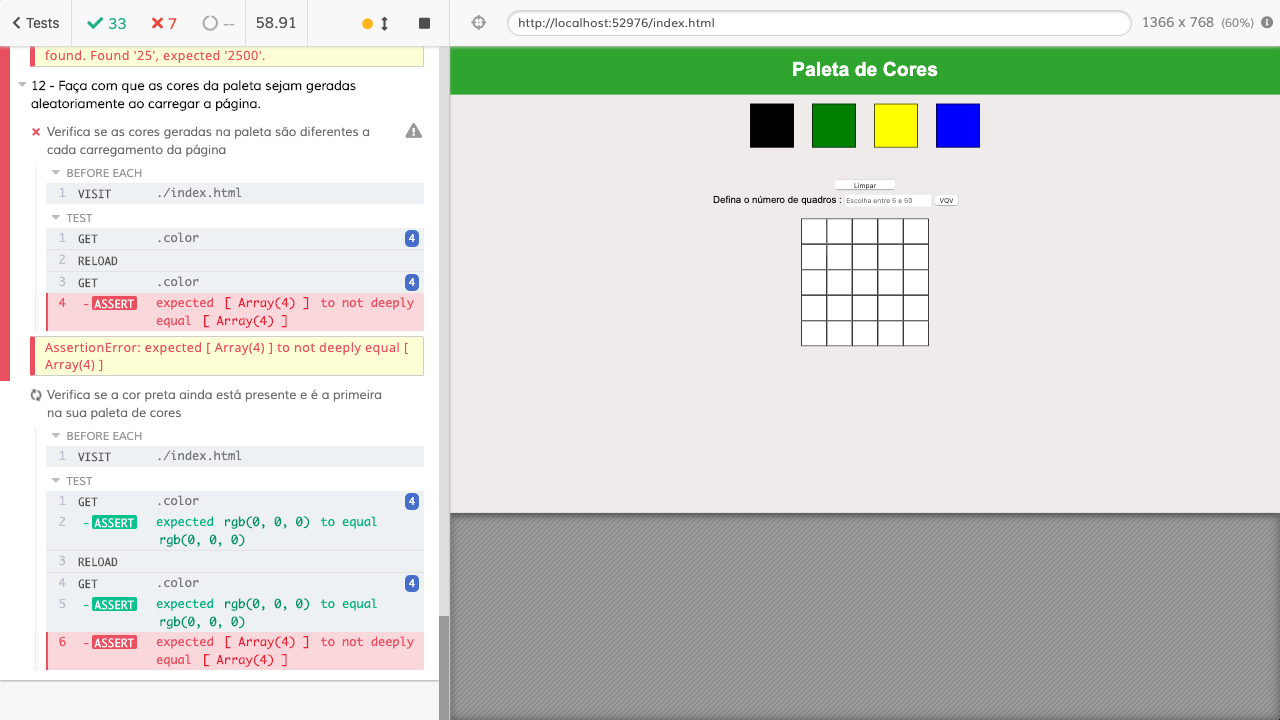 Tests
33
7
--
58.91
http://localhost:52976/index.html
1366 x 768 (60%)
found. Found '25', expected '2500'.
12 - Faça com que as cores da paleta sejam geradas
aleatoriamente ao carregar a página.
Verifica se as cores geradas na paleta são diferentes a
cada carregamento da página
BEFORE EACH
1 VISIT ./index.html
TEST
1 GET .color 4
2 RELOAD
3 GET .color 4
4 -ASSERT expected [ Array(4) ] to not deeply
equal [ Array(4) ]
AssertionError: expected [ Array(4) ] to not deeply equal [
Array(4) ]
Verifica se a cor preta ainda está presente e é a primeira
na sua paleta de cores
BEFORE EACH
1 VISIT ./index.html
TEST
1 GET .color 4
2 -ASSERT expected rgb(0, 0, 0) to equal
rgb(0, 0, 0)
3 RELOAD
4 GET .color 4
5 -ASSERT expected rgb(0, 0, 0) to equal
rgb(0, 0, 0)
6 -ASSERT expected [ Array(4) ] to not deeply
equal [ Array(4) ]
Paleta de Cores
Limpar
Defina o número de quadros : Escolha entre 5 e 50 VQV